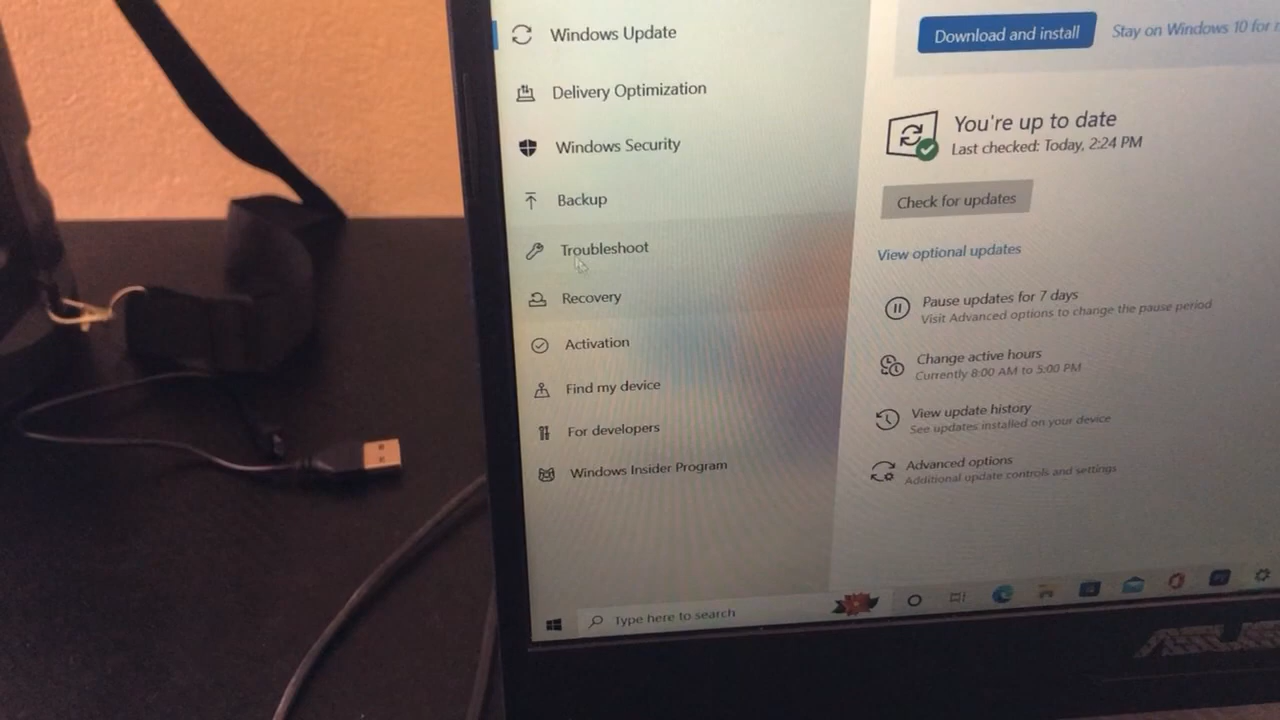 Windows Update
Delivery Optimization
Windows Security
Backup
Troubleshoot
Recovery
Activation
Find my device
For developers
Windows Insider Program
Download and install
Stay on Windows 10 for
You're up to date
Last checked: Today, 2:24 PM
Check for updates
View optional updates
Pause updates for 7 days
Visit Advanced options to change the pause period
Change active hours
Currently 8:00 AM to 5:00 PM
View update history
See updates installed on your device
Advanced options
Additional update controls and settings
Type here to search